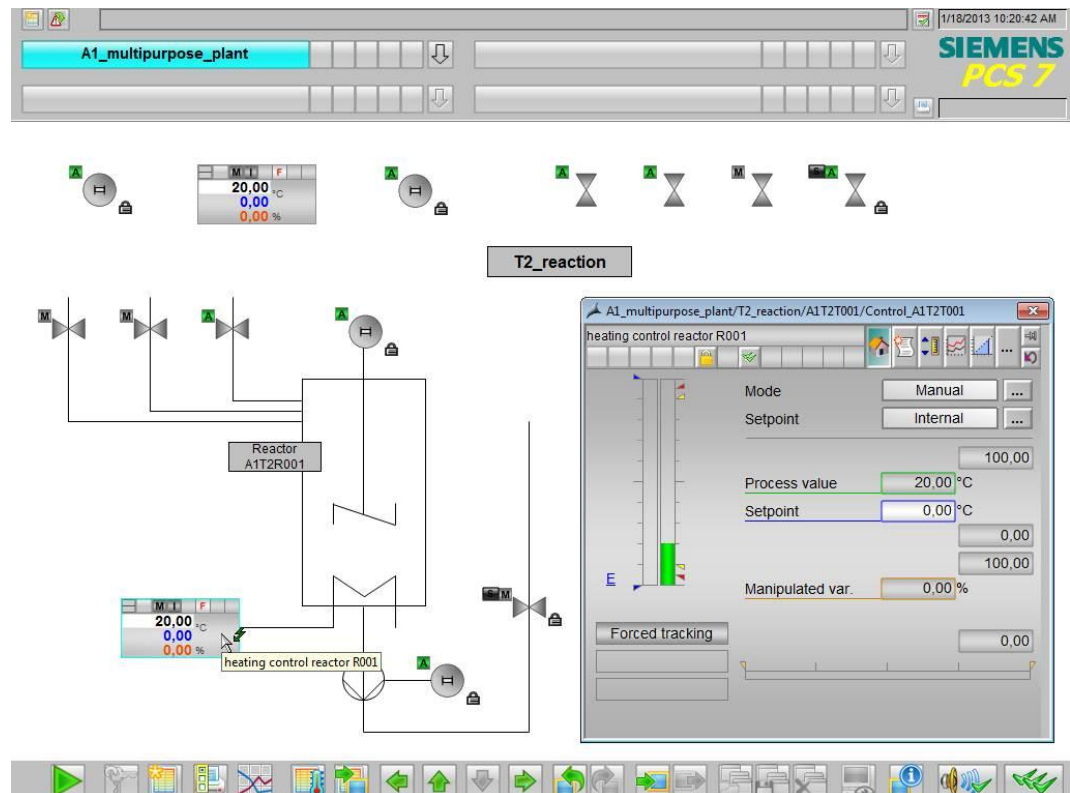 1/18/2013 10:20:42 AM
A1_multipurpose_plant
SIEMENS
PCS 7
A
M I F
20,00 °C
0,00
0,00 %
A
A
A
M
S A
T2_reaction
M
M
A
A
Reactor
A1T2R001
M I F
20,00 °C
0,00
0,00 %
heating control reactor R001
S M
A
A1_multipurpose_plant/T2_reaction/A1T2T001/Control_A1T2T001
heating control reactor R001
...
Mode Manual ...
Setpoint Internal ...
100,00
Process value 20,00 °C
Setpoint 0,00 °C
0,00
100,00
E
Manipulated var. 0,00 %
Forced tracking
0,00